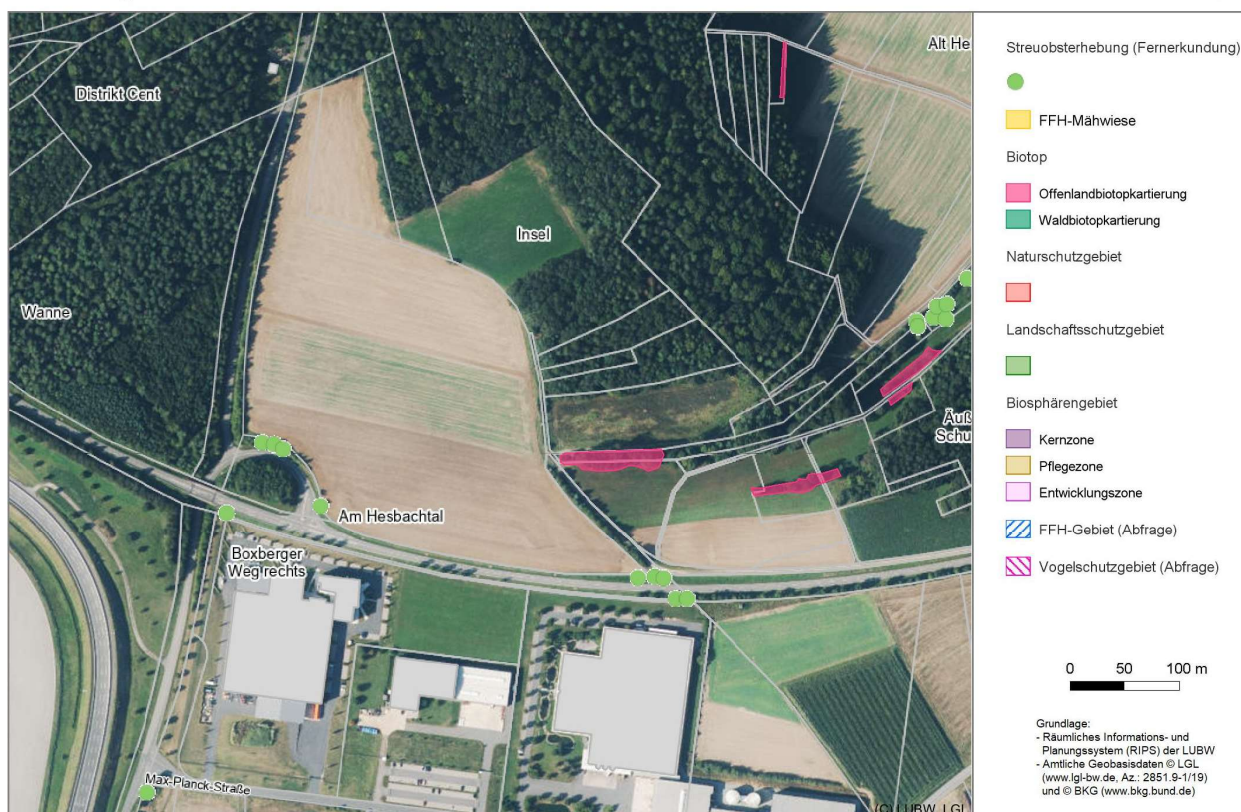 Alt He
Distrikt Cent
Insel
Wanne
Äuß
Schu
Am Hesbachtal
Boxberger
Weg rechts
Max-Planck-Straße
(C) LUBW, LGL
Streuobsterhebung (Fernerkundung)
FFH-Mähwiese
Biotop
Offenlandbiotopkartierung
Waldbiotopkartierung
Naturschutzgebiet
Landschaftsschutzgebiet
Biosphärengebiet
Kernzone
Pflegezone
Entwicklungszone
FFH-Gebiet (Abfrage)
Vogelschutzgebiet (Abfrage)
0 50 100 m
Grundlage:
- Räumliches Informations- und
Planungssystem (RIPS) der LUBW
- Amtliche Geobasisdaten © LGL
(www.lgl-bw.de, Az.: 2851.9-1/19)
und © BKG (www.bkg.bund.de)